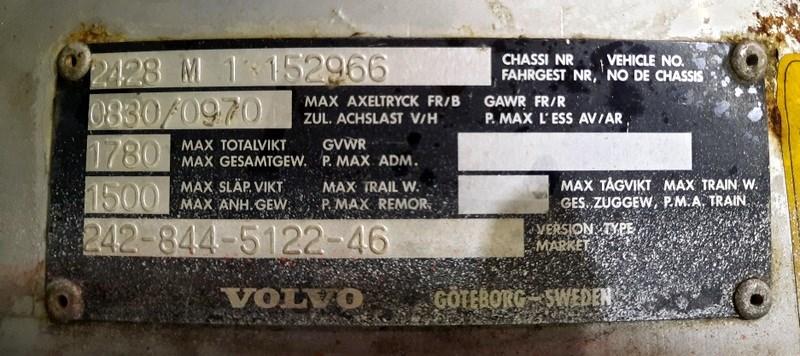 2428 M 1 152966 CHASSI NR VEHICLE NO.
FAHRGEST NR, NO DE CHASSIS
0830/0970 MAX AXELTRYCK FR/B GAWR FR/R
ZUL. ACHSLAST V/H P. MAX L'ESS AV/AR
1780 MAX TOTALVIKT GVWR
MAX GESAMTGEW. P. MAX ADM.
1500 MAX SLÄP.VIKT MAX TRAIL W. MAX TÅGVIKT MAX TRAIN W.
MAX ANH.GEW. P. MAX REMOR. GES. ZUGGEW, P.M.A. TRAIN
242-844-5122-46 VERSION TYPE
MARKET
VOLVO GÖTEBORG-SWEDEN